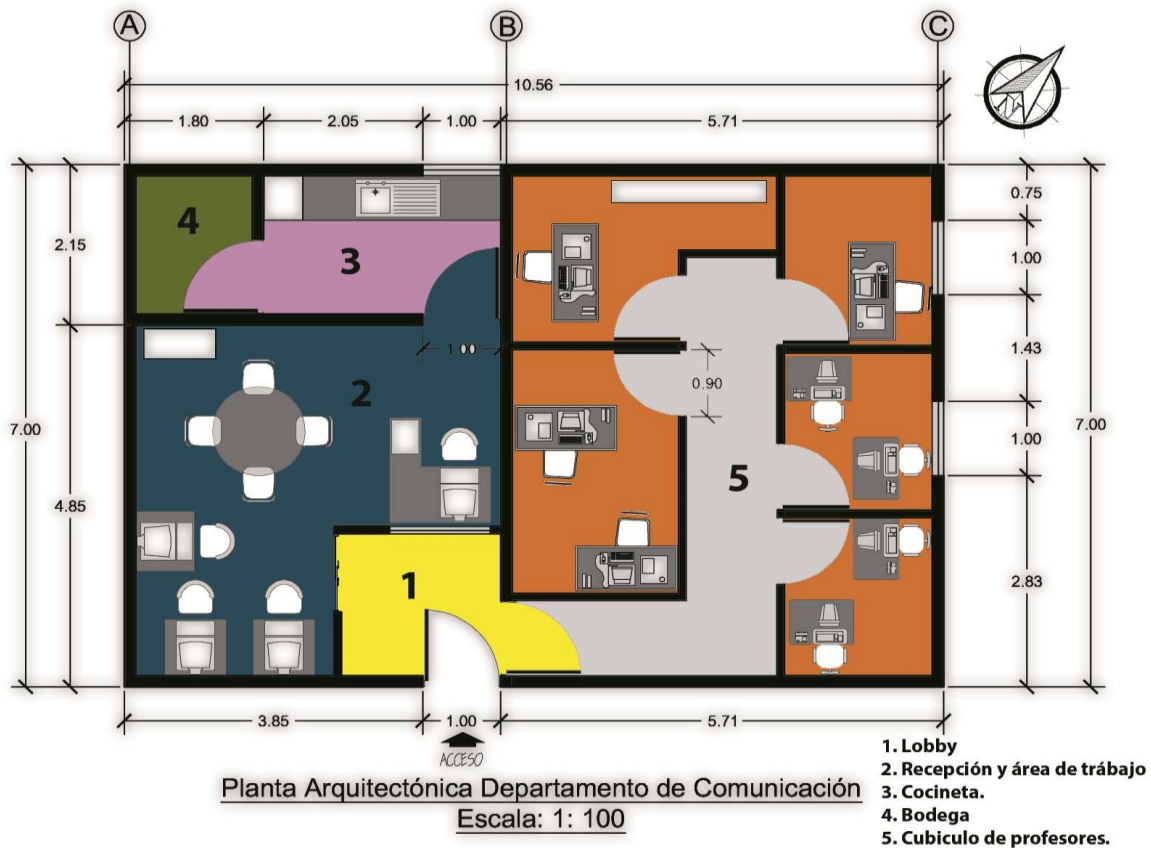 A
B
C
10.56
1.80
2.05
1.00
5.71
4
3
2
1
5
2.15
4.85
7.00
1.00
0.90
0.75
1.00
1.43
1.00
2.83
7.00
3.85
1.00
5.71
ACCESO
Planta Arquitectónica Departamento de Comunicación
Escala: 1: 100
1. Lobby
2. Recepción y área de trábajo
3. Cocineta.
4. Bodega
5. Cubiculo de profesores.